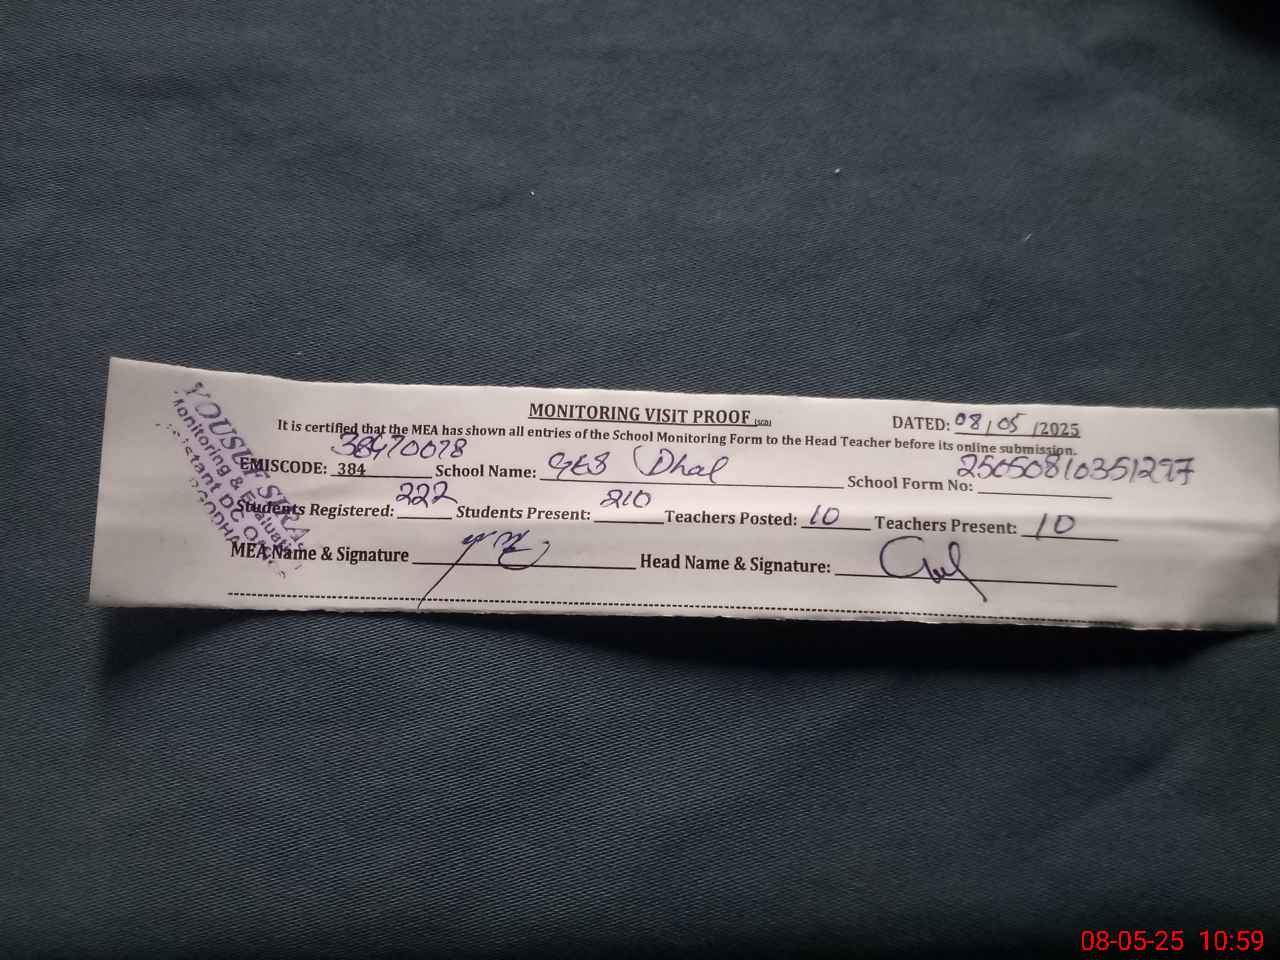 MONITORING VISIT PROOF (SGD)
DATED: 08/05/2025
It is certified that the MEA has shown all entries of the School Monitoring Form to the Head Teacher before its online submission.
EMISCODE: 384 38470078 School Name: GES Dhal School Form No: 25050810351297
Students Registered: 222 Students Present: 210 Teachers Posted: 10 Teachers Present: 10
MEA Name & Signature Head Name & Signature:
YOUSUF
Monitoring & Evaluation
08-05-25 10:59